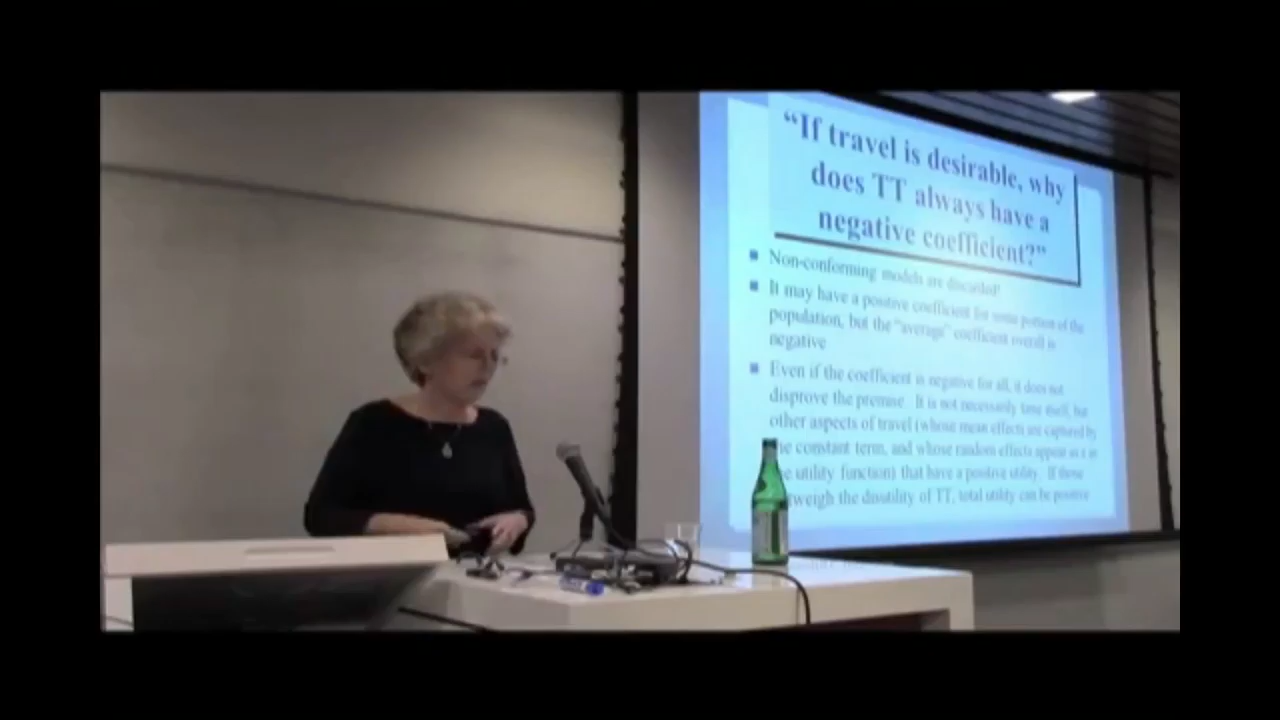 “If travel is desirable, why
does TT always have a
negative coefficient?”
Non-conforming models are discarded!
It may have a positive coefficient for some portion of the
population, but the “average” coefficient overall is
negative
Even if the coefficient is negative for all, it does not
disprove the premise. It is not necessarily time itself, but
other aspects of travel (whose mean effects are captured by
the constant term, and whose random effects appear as ε in
utility function) that have a positive utility. If those
weigh the disutility of TT, total utility can be positive